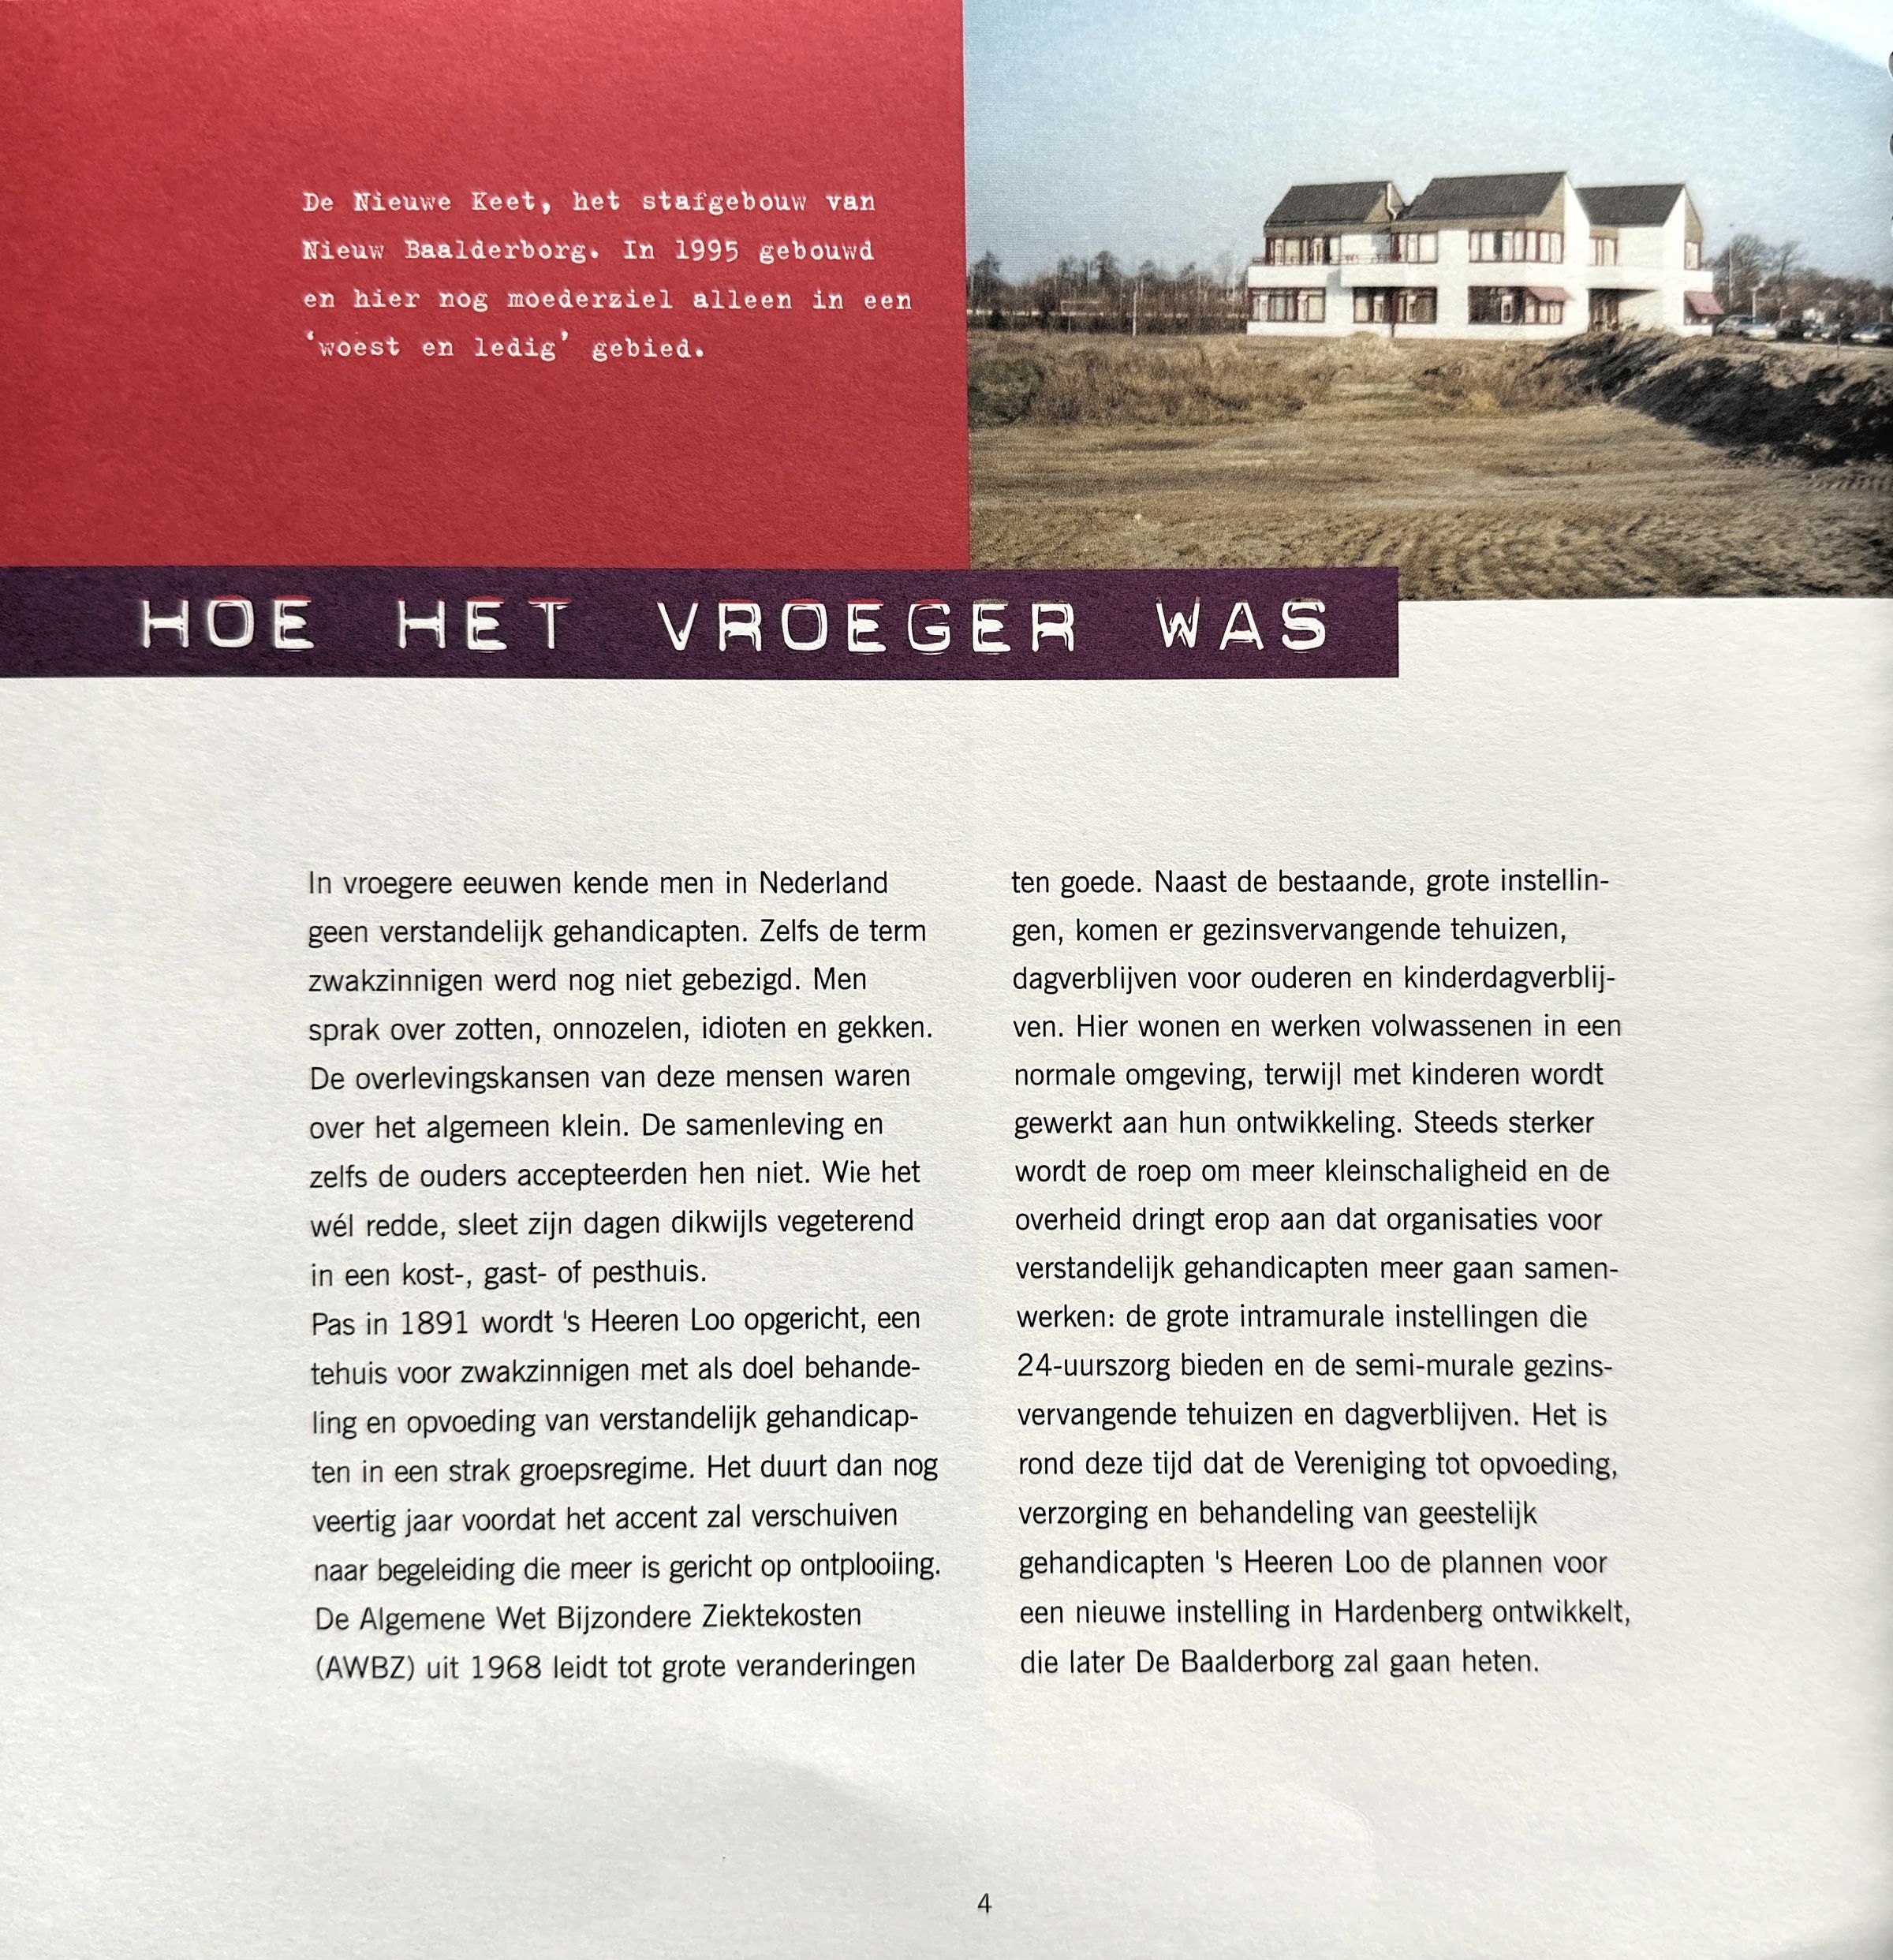 De Nieuwe Keet, het stafgebouw van
Nieuw Baalderborg. In 1995 gebouwd
en hier nog moederziel alleen in een
‘woest en ledig’ gebied.
HOE HET VROEGER WAS
In vroegere eeuwen kende men in Nederland
geen verstandelijk gehandicapten. Zelfs de term
zwakzinnigen werd nog niet gebezigd. Men
sprak over zotten, onnozelen, idioten en gekken.
De overlevingskansen van deze mensen waren
over het algemeen klein. De samenleving en
zelfs de ouders accepteerden hen niet. Wie het
wél redde, sleet zijn dagen dikwijls vegeterend
in een kost-, gast- of pesthuis.
Pas in 1891 wordt 's Heeren Loo opgericht, een
tehuis voor zwakzinnigen met als doel behande-
ling en opvoeding van verstandelijk gehandicap-
ten in een strak groepsregime. Het duurt dan nog
veertig jaar voordat het accent zal verschuiven
naar begeleiding die meer is gericht op ontplooiing.
De Algemene Wet Bijzondere Ziektekosten
(AWBZ) uit 1968 leidt tot grote veranderingen
ten goede. Naast de bestaande, grote instellin-
gen, komen er gezinsvervangende tehuizen,
dagverblijven voor ouderen en kinderdagverblij-
ven. Hier wonen en werken volwassenen in een
normale omgeving, terwijl met kinderen wordt
gewerkt aan hun ontwikkeling. Steeds sterker
wordt de roep om meer kleinschaligheid en de
overheid dringt erop aan dat organisaties voor
verstandelijk gehandicapten meer gaan samen-
werken: de grote intramurale instellingen die
24-uurszorg bieden en de semi-murale gezins-
vervangende tehuizen en dagverblijven. Het is
rond deze tijd dat de Vereniging tot opvoeding,
verzorging en behandeling van geestelijk
gehandicapten 's Heeren Loo de plannen voor
een nieuwe instelling in Hardenberg ontwikkelt,
die later De Baalderborg zal gaan heten.
4